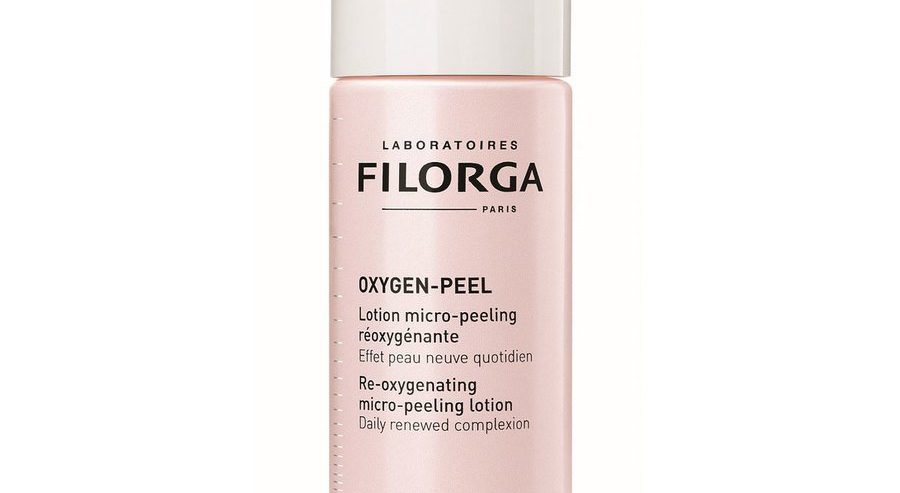 LABORATOIRES
FILORGA
PARIS
OXYGEN-PEEL
Lotion micro-peeling
réoxygénante
Effet peau neuve quotidien
Re-oxygenating
micro-peeling lotion
Daily renewed complexion